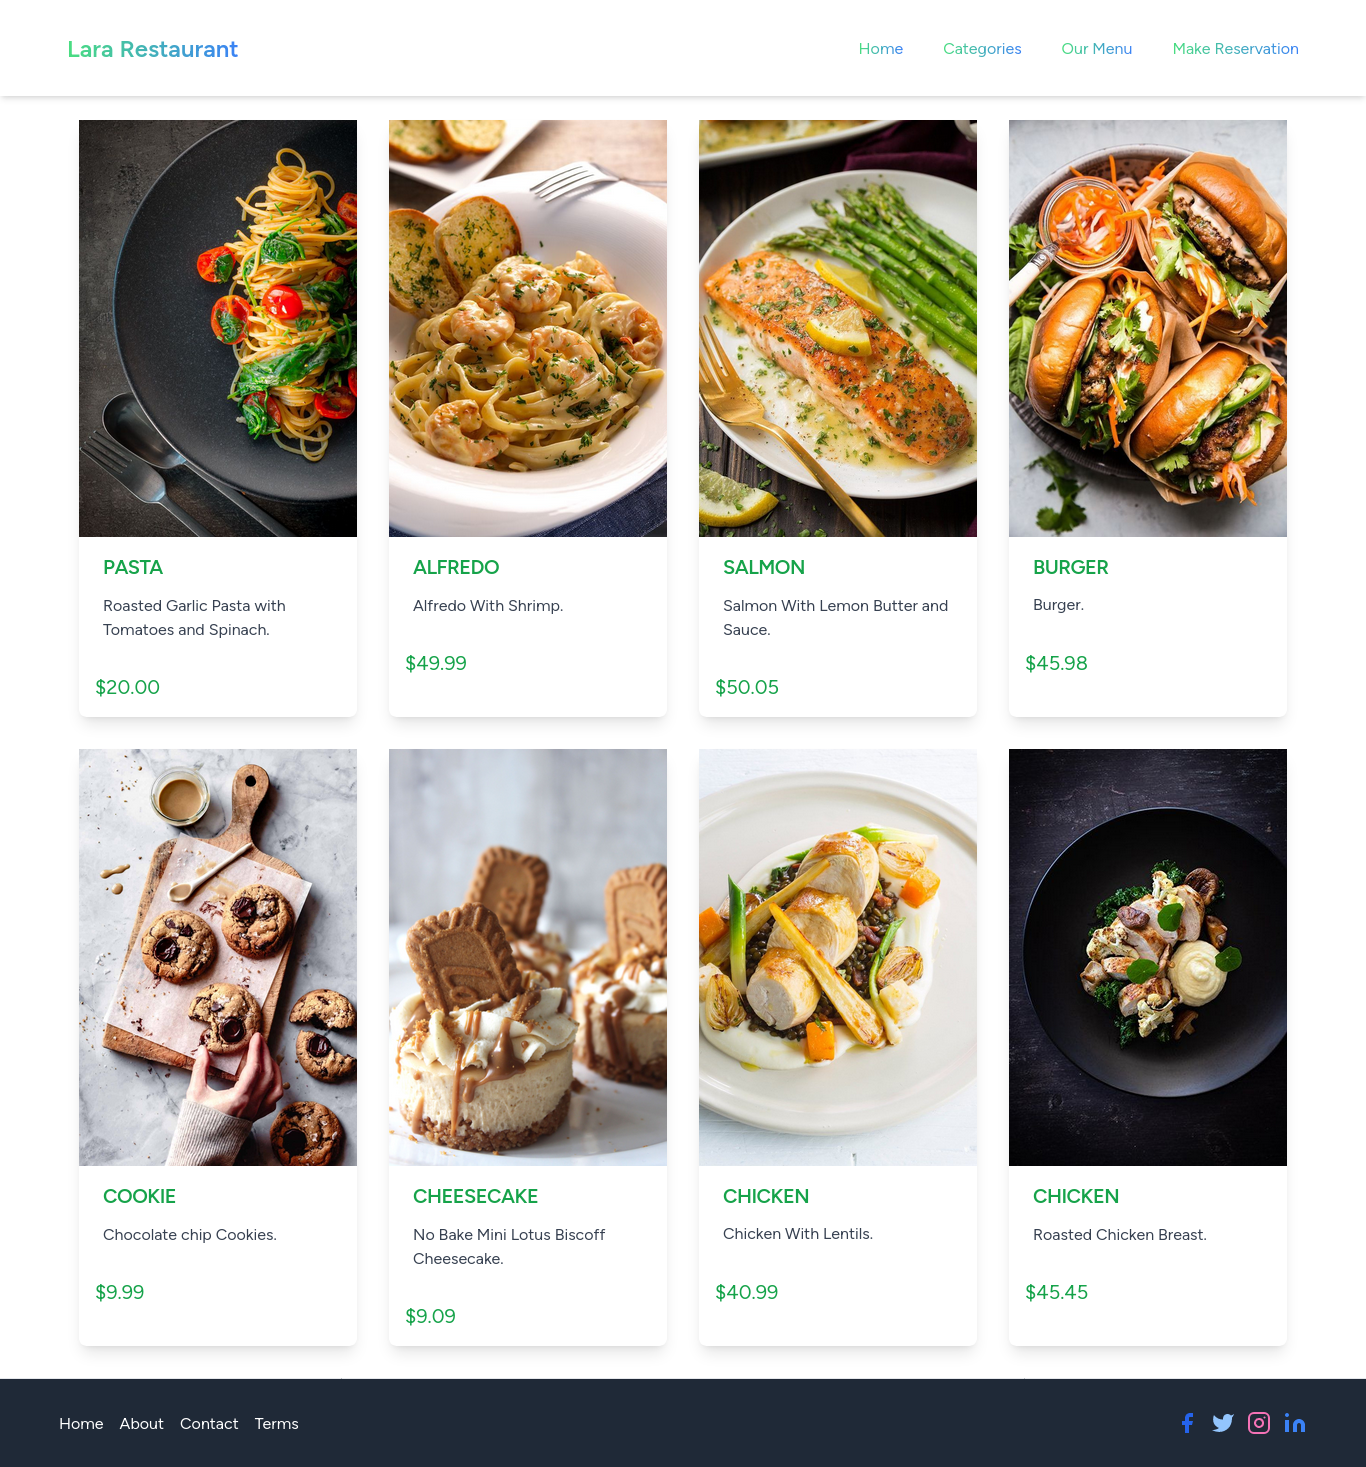 Lara Restaurant
Home
Categories
Our Menu
Make Reservation
PASTA
Roasted Garlic Pasta with
Tomatoes and Spinach.
$20.00
ALFREDO
Alfredo With Shrimp.
$49.99
SALMON
Salmon With Lemon Butter and
Sauce.
$50.05
BURGER
Burger.
$45.98
COOKIE
Chocolate chip Cookies.
$9.99
CHEESECAKE
No Bake Mini Lotus Biscoff
Cheesecake.
$9.09
CHICKEN
Chicken With Lentils.
$40.99
CHICKEN
Roasted Chicken Breast.
$45.45
Home
About
Contact
Terms